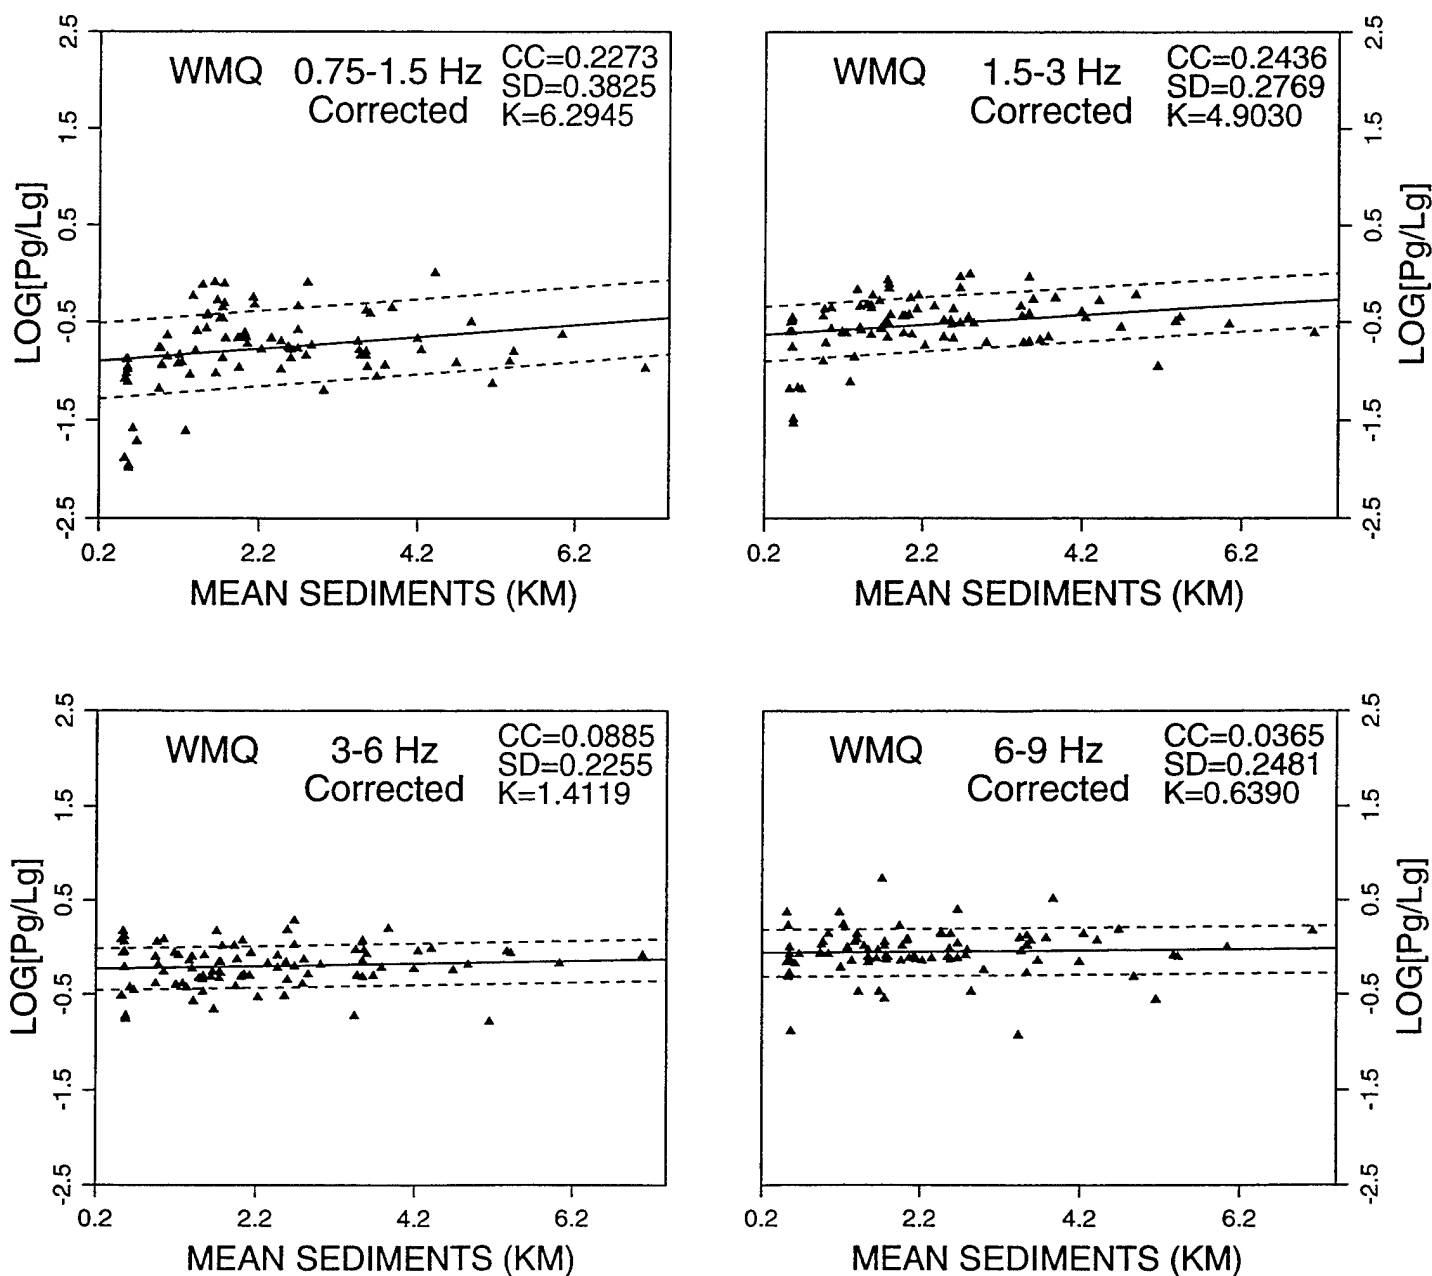 WMQ 0.75-1.5 Hz
Corrected
CC=0.2273
SD=0.3825
K=6.2945
LOG[Pg/Lg]
2.5
1.5
0.5
-0.5
-1.5
-2.5
0.2 2.2 4.2 6.2
MEAN SEDIMENTS (KM)
WMQ 1.5-3 Hz
Corrected
CC=0.2436
SD=0.2769
K=4.9030
LOG[Pg/Lg]
2.5
1.5
0.5
-0.5
-1.5
-2.5
0.2 2.2 4.2 6.2
MEAN SEDIMENTS (KM)
WMQ 3-6 Hz
Corrected
CC=0.0885
SD=0.2255
K=1.4119
LOG[Pg/Lg]
2.5
1.5
0.5
-0.5
-1.5
-2.5
0.2 2.2 4.2 6.2
MEAN SEDIMENTS (KM)
WMQ 6-9 Hz
Corrected
CC=0.0365
SD=0.2481
K=0.6390
LOG[Pg/Lg]
2.5
1.5
0.5
-0.5
-1.5
-2.5
0.2 2.2 4.2 6.2
MEAN SEDIMENTS (KM)